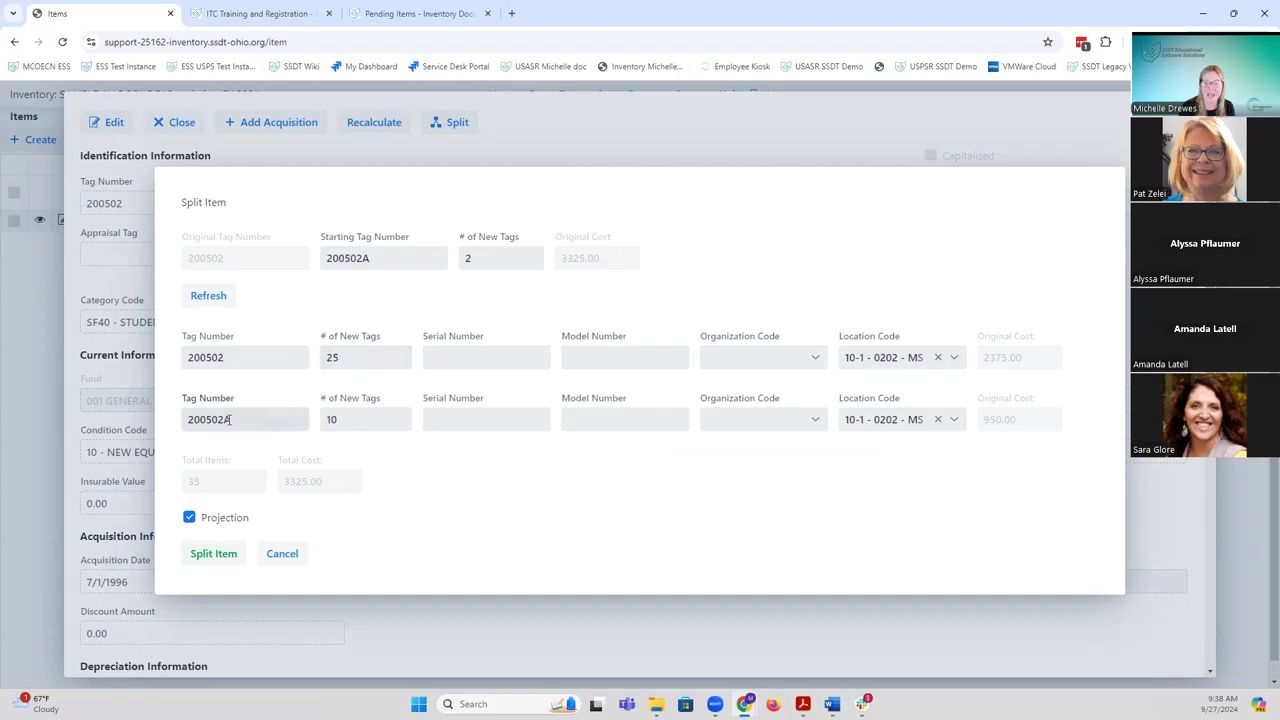 Items
ITC Training and Registration -
Pending Items - Inventory Doc
support-25162-inventory.ssdt-ohio.org/item
1
MCOECN ESS
ESS Test Instance
ESS USPS Test Insta...
SSDT Wiki
My Dashboard
Service Desk
USASR SSDT Demo
Inventory Michelle...
Employee Kiosk
USAR SSDT Demo
USPSR SSDT Demo
VMWare Cloud
SSDT Legacy
SSDT Educational
Software Solutions
Michelle Drewes
Pat Zelei
Alyssa Pflaumer
Alyssa Pflaumer
Amanda Latell
Amanda Latell
Sara Glore
Items
Create
Edit
Close
Add Acquisition
Recalculate
Split
Identification Information
Capitalized
Tag Number
200502
Appraisal Tag
Category Code
SF40 - STUDEN
Current Inform
Fund
001 GENERAL
Condition Code
10 - NEW EQU
Insurable Value
0.00
Acquisition Inf
Acquisition Date
7/1/1996
Discount Amount
0.00
Depreciation Information
Split Item
Original Tag Number
Starting Tag Number
# of New Tags
Original Cost
200502
200502A
2
3325.00
Refresh
Tag Number
# of New Tags
Serial Number
Model Number
Organization Code
Location Code
Original Cost:
200502
25
10-1 - 0202 - MS
2375.00
Tag Number
# of New Tags
Serial Number
Model Number
Organization Code
Location Code
Original Cost:
200502A
10
10-1 - 0202 - MS
950.00
Total Items:
Total Cost:
35
3325.00
Projection
Split Item
Cancel
1
67°F
Cloudy
Search
9:38 AM
9/27/2024